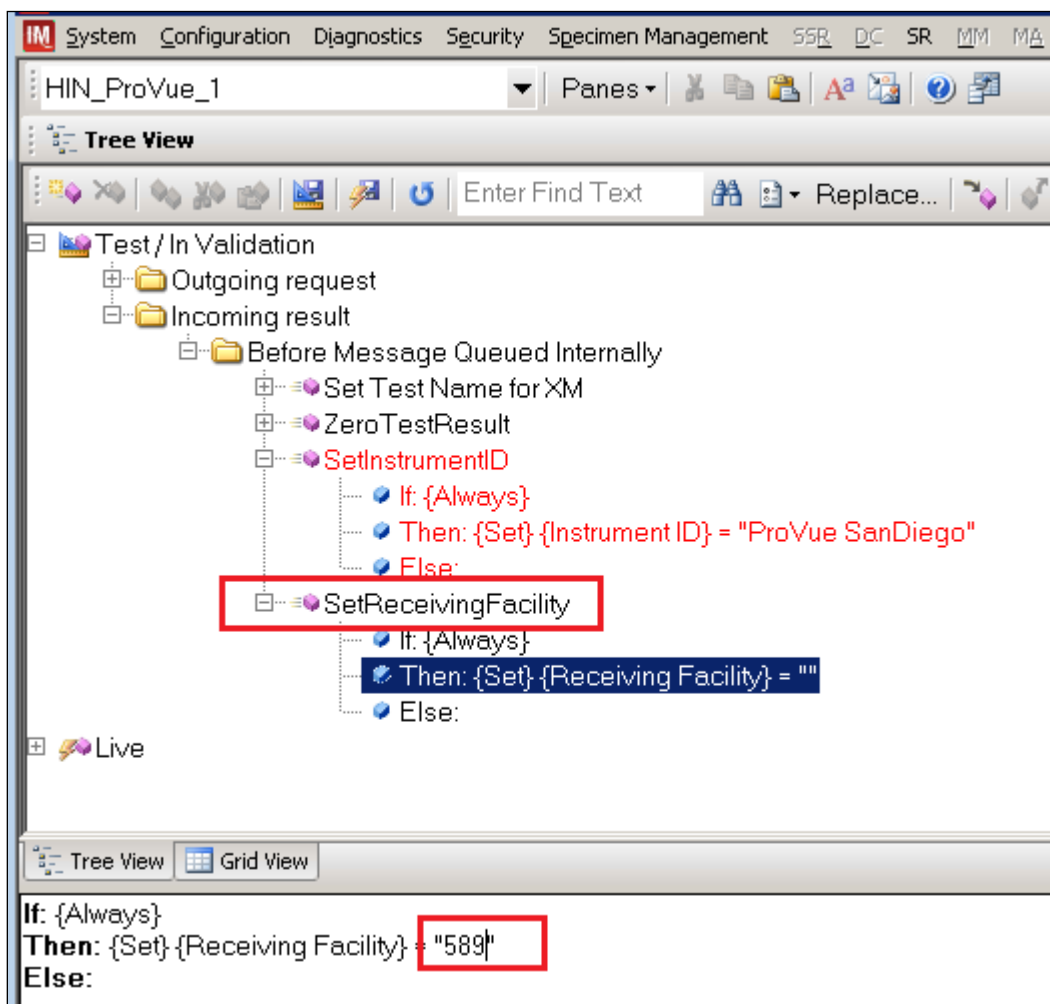 IM System Configuration Diagnostics Security Specimen Management SSR DC SR MM MA
HIN_ProVue_1 Panes
Tree View
Enter Find Text Replace...
Test / In Validation
Outgoing request
Incoming result
Before Message Queued Internally
Set Test Name for XM
ZeroTestResult
SetInstrumentID
If: {Always}
Then: {Set} {Instrument ID} = "ProVue SanDiego"
Else:
SetReceivingFacility
If: {Always}
Then: {Set} {Receiving Facility} = ""
Else:
Live
Tree View Grid View
If: {Always}
Then: {Set} {Receiving Facility} = "589"
Else: